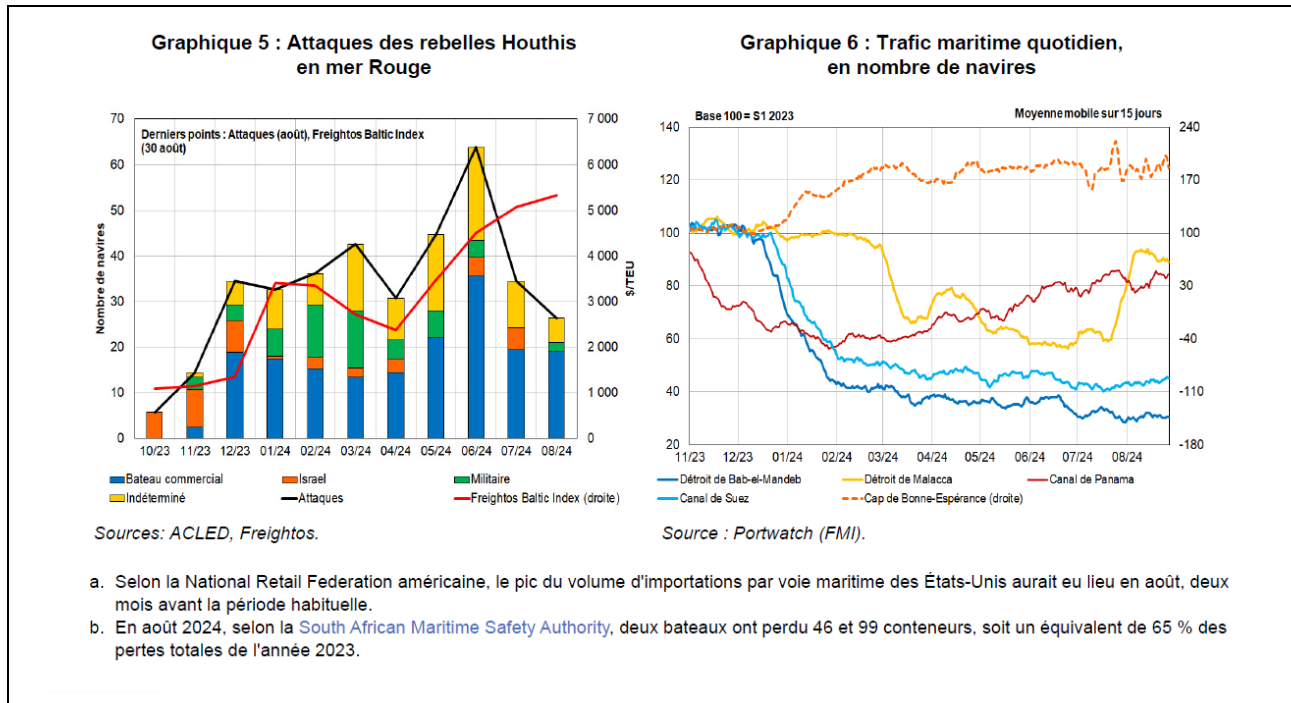 Graphique 5 : Attaques des rebelles Houthis
en mer Rouge
70
60
50
40
30
20
10
0
Nombre de navires
Derniers points : Attaques (août), Freightos Baltic Index
(30 août)
7 000
6 000
5 000
4 000
3 000
2 000
1 000
0
$/TEU
10/23 11/23 12/23 01/24 02/24 03/24 04/24 05/24 06/24 07/24 08/24
Bateau commercial Israel Militaire
Indéterminé Attaques Freightos Baltic Index (droite)
Sources: ACLED, Freightos.
Graphique 6 : Trafic maritime quotidien,
en nombre de navires
Base 100 = S1 2023 Moyenne mobile sur 15 jours
140
120
100
80
60
40
20
240
170
100
30
-40
-110
-180
11/23 12/23 01/24 02/24 03/24 04/24 05/24 06/24 07/24 08/24
Détroit de Bab-el-Mandeb Détroit de Malacca Canal de Panama
Canal de Suez Cap de Bonne-Espérance (droite)
Source : Portwatch (FMI).
a. Selon la National Retail Federation américaine, le pic du volume d'importations par voie maritime des États-Unis aurait eu lieu en août, deux
mois avant la période habituelle.
b. En août 2024, selon la South African Maritime Safety Authority, deux bateaux ont perdu 46 et 99 conteneurs, soit un équivalent de 65 % des
pertes totales de l'année 2023.